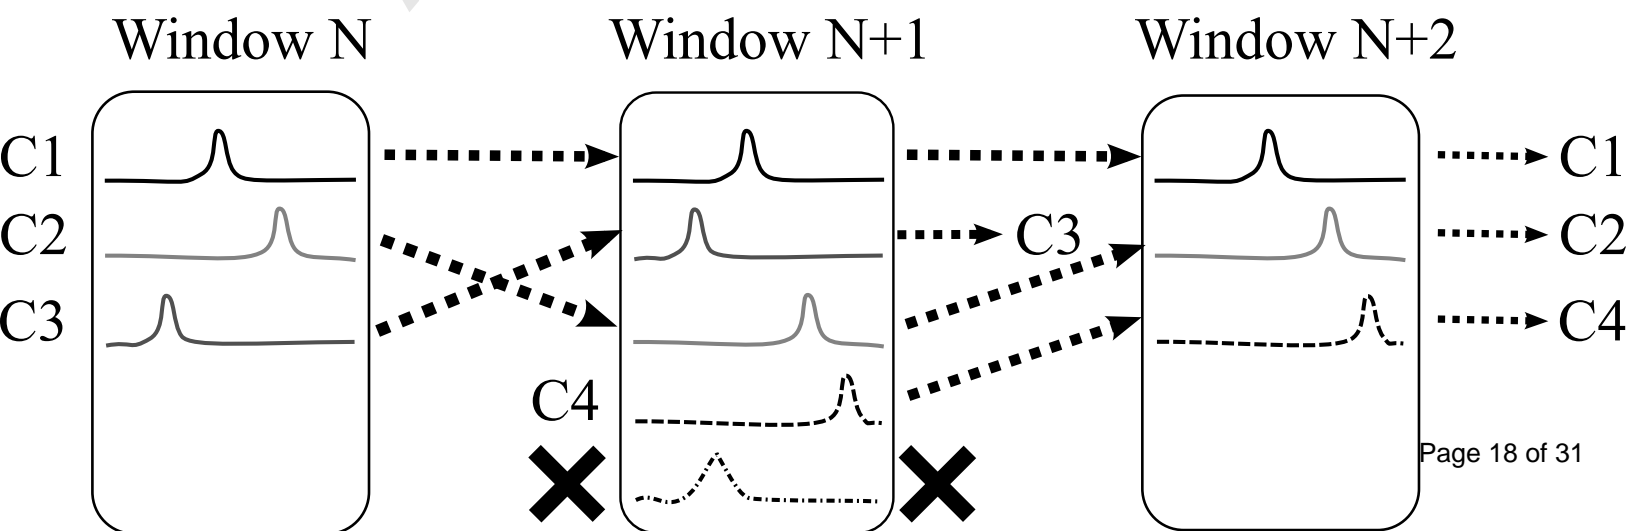 Window N Window N+1 Window N+2
C1 C1
C2 C3 C2
C3 C4
C4
Page 18 of 31